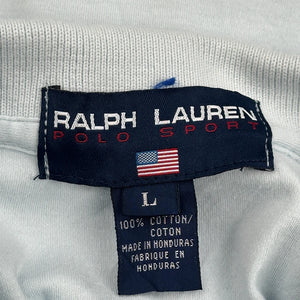 RALPH LAUREN
POLO SPORT
L
100% COTTON/
COTON
MADE IN HONDURAS
FABRIQUE EN
HONDURAS